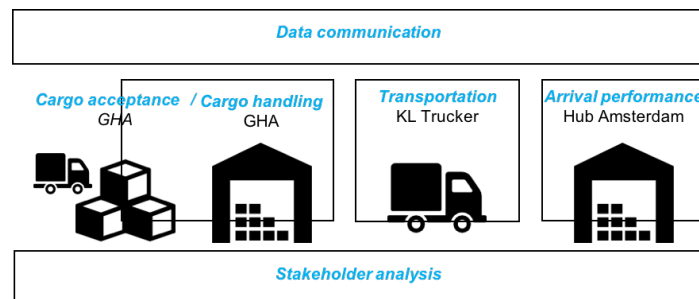 Data communication
Cargo acceptance / Cargo handling
GHA
GHA
Transportation
KL Trucker
Arrival performance
Hub Amsterdam
Stakeholder analysis